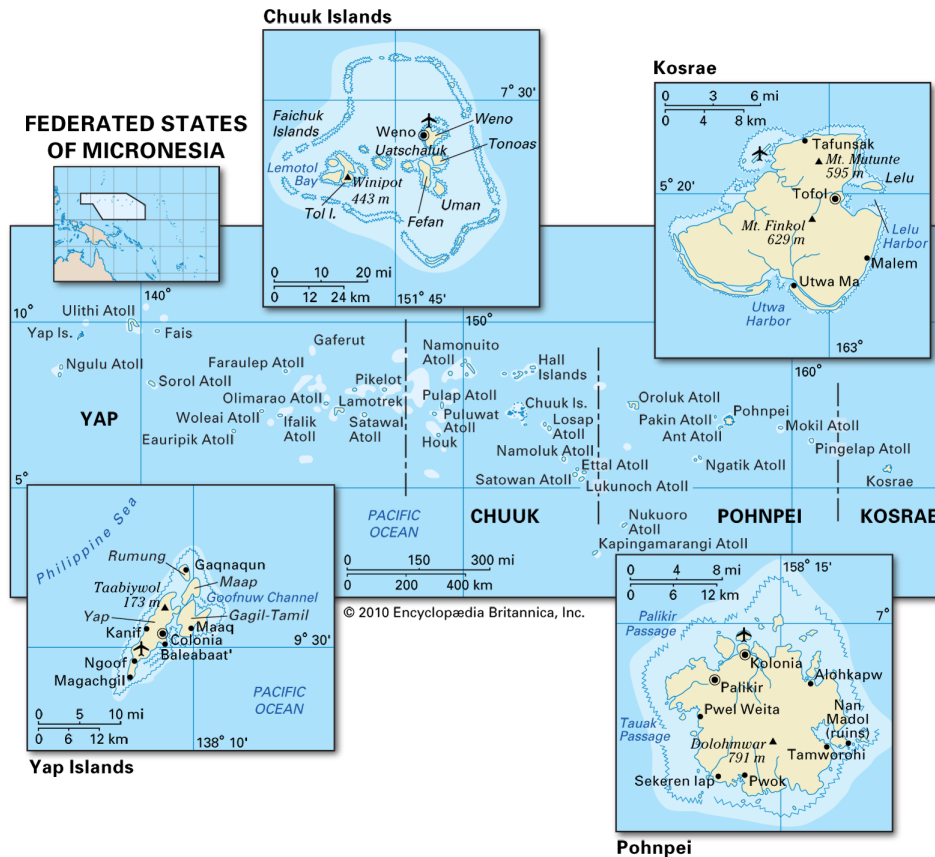 Chuuk Islands
7° 30'
Faichuk
Islands
Weno
Weno
Uatschaluk
Tonoas
Lemotol
Bay
Winipot
443 m
Tol I.
Fefan
Uman
0 10 20 mi
0 12 24 km
151° 45'
Kosrae
0 3 6 mi
0 4 8 km
Tafunsak
Mt. Mutunte
595 m
5° 20'
Lelu
Tofol
Mt. Finkol
629 m
Lelu
Harbor
Malem
Utwa Ma
Utwa
Harbor
163°
FEDERATED STATES
OF MICRONESIA
140°
150°
160°
10°
5°
Ulithi Atoll
Yap Is.
Fais
Ngulu Atoll
Sorol Atoll
Gaferut
Faraulep Atoll
Olimarao Atoll
Woleai Atoll
Eauripik Atoll
Ifalik
Atoll
Pikelot
Lamotrek
Satawal
Atoll
YAP
Namonuito
Atoll
Hall
Islands
Pulap Atoll
Chuuk Is.
Puluwat
Atoll
Losap
Atoll
Houk
Namoluk Atoll
Ettal Atoll
Satowan Atoll
Lukunoch Atoll
PACIFIC
OCEAN
CHUUK
Oroluk Atoll
Pakin Atoll
Pohnpei
Ant Atoll
Mokil Atoll
Pingelap Atoll
Ngatik Atoll
Kosrae
Nukuoro
Atoll
POHNPEI
KOSRAE
Kapingamarangi Atoll
0 150 300 mi
0 200 400 km
© 2010 Encyclopædia Britannica, Inc.
Philippine Sea
Rumung
Gaqnaqun
Taabiywol
173 m
Maap
Goofnuw Channel
Yap
Gagil-Tamil
Kanif
Maaq
Colonia
9° 30'
Baleabaat'
Ngoof
Magachgil
PACIFIC
OCEAN
0 5 10 mi
0 6 12 km
138° 10'
Yap Islands
0 4 8 mi
0 6 12 km
158° 15'
Palikir
Passage
7°
Kolonia
Palikir
Alohkapw
Pwel Weita
Nan
Madol
(ruins)
Tauak
Passage
Dolohmwar
791 m
Tamworohi
Sekeren Iap
Pwok
Pohnpei